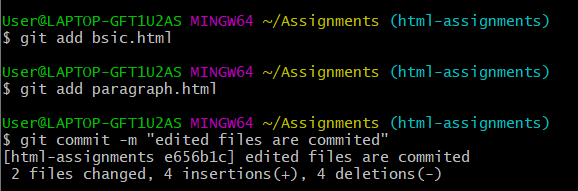 User@LAPTOP-GFT1U2AS MINGW64 ~/Assignments (html-assignments)
$ git add bsic.html
User@LAPTOP-GFT1U2AS MINGW64 ~/Assignments (html-assignments)
$ git add paragraph.html
User@LAPTOP-GFT1U2AS MINGW64 ~/Assignments (html-assignments)
$ git commit -m "edited files are commited"
[html-assignments e656b1c] edited files are commited
2 files changed, 4 insertions(+), 4 deletions(-)